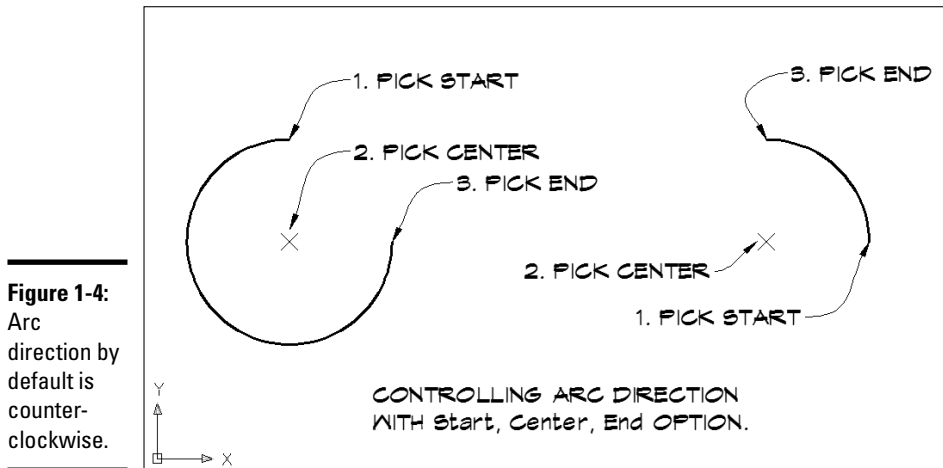 1. PICK START
2. PICK CENTER
3. PICK END
3. PICK END
2. PICK CENTER
1. PICK START
CONTROLLING ARC DIRECTION
WITH Start, Center, End OPTION.
Y
X
Figure 1-4:
Arc
direction by
default is
counter-
clockwise.